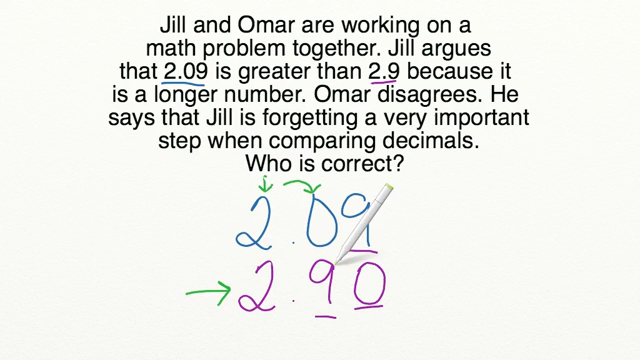 Jill and Omar are working on a
math problem together. Jill argues
that 2.09 is greater than 2.9 because it
is a longer number. Omar disagrees. He
says that Jill is forgetting a very important
step when comparing decimals.
Who is correct?
2.09
2.90